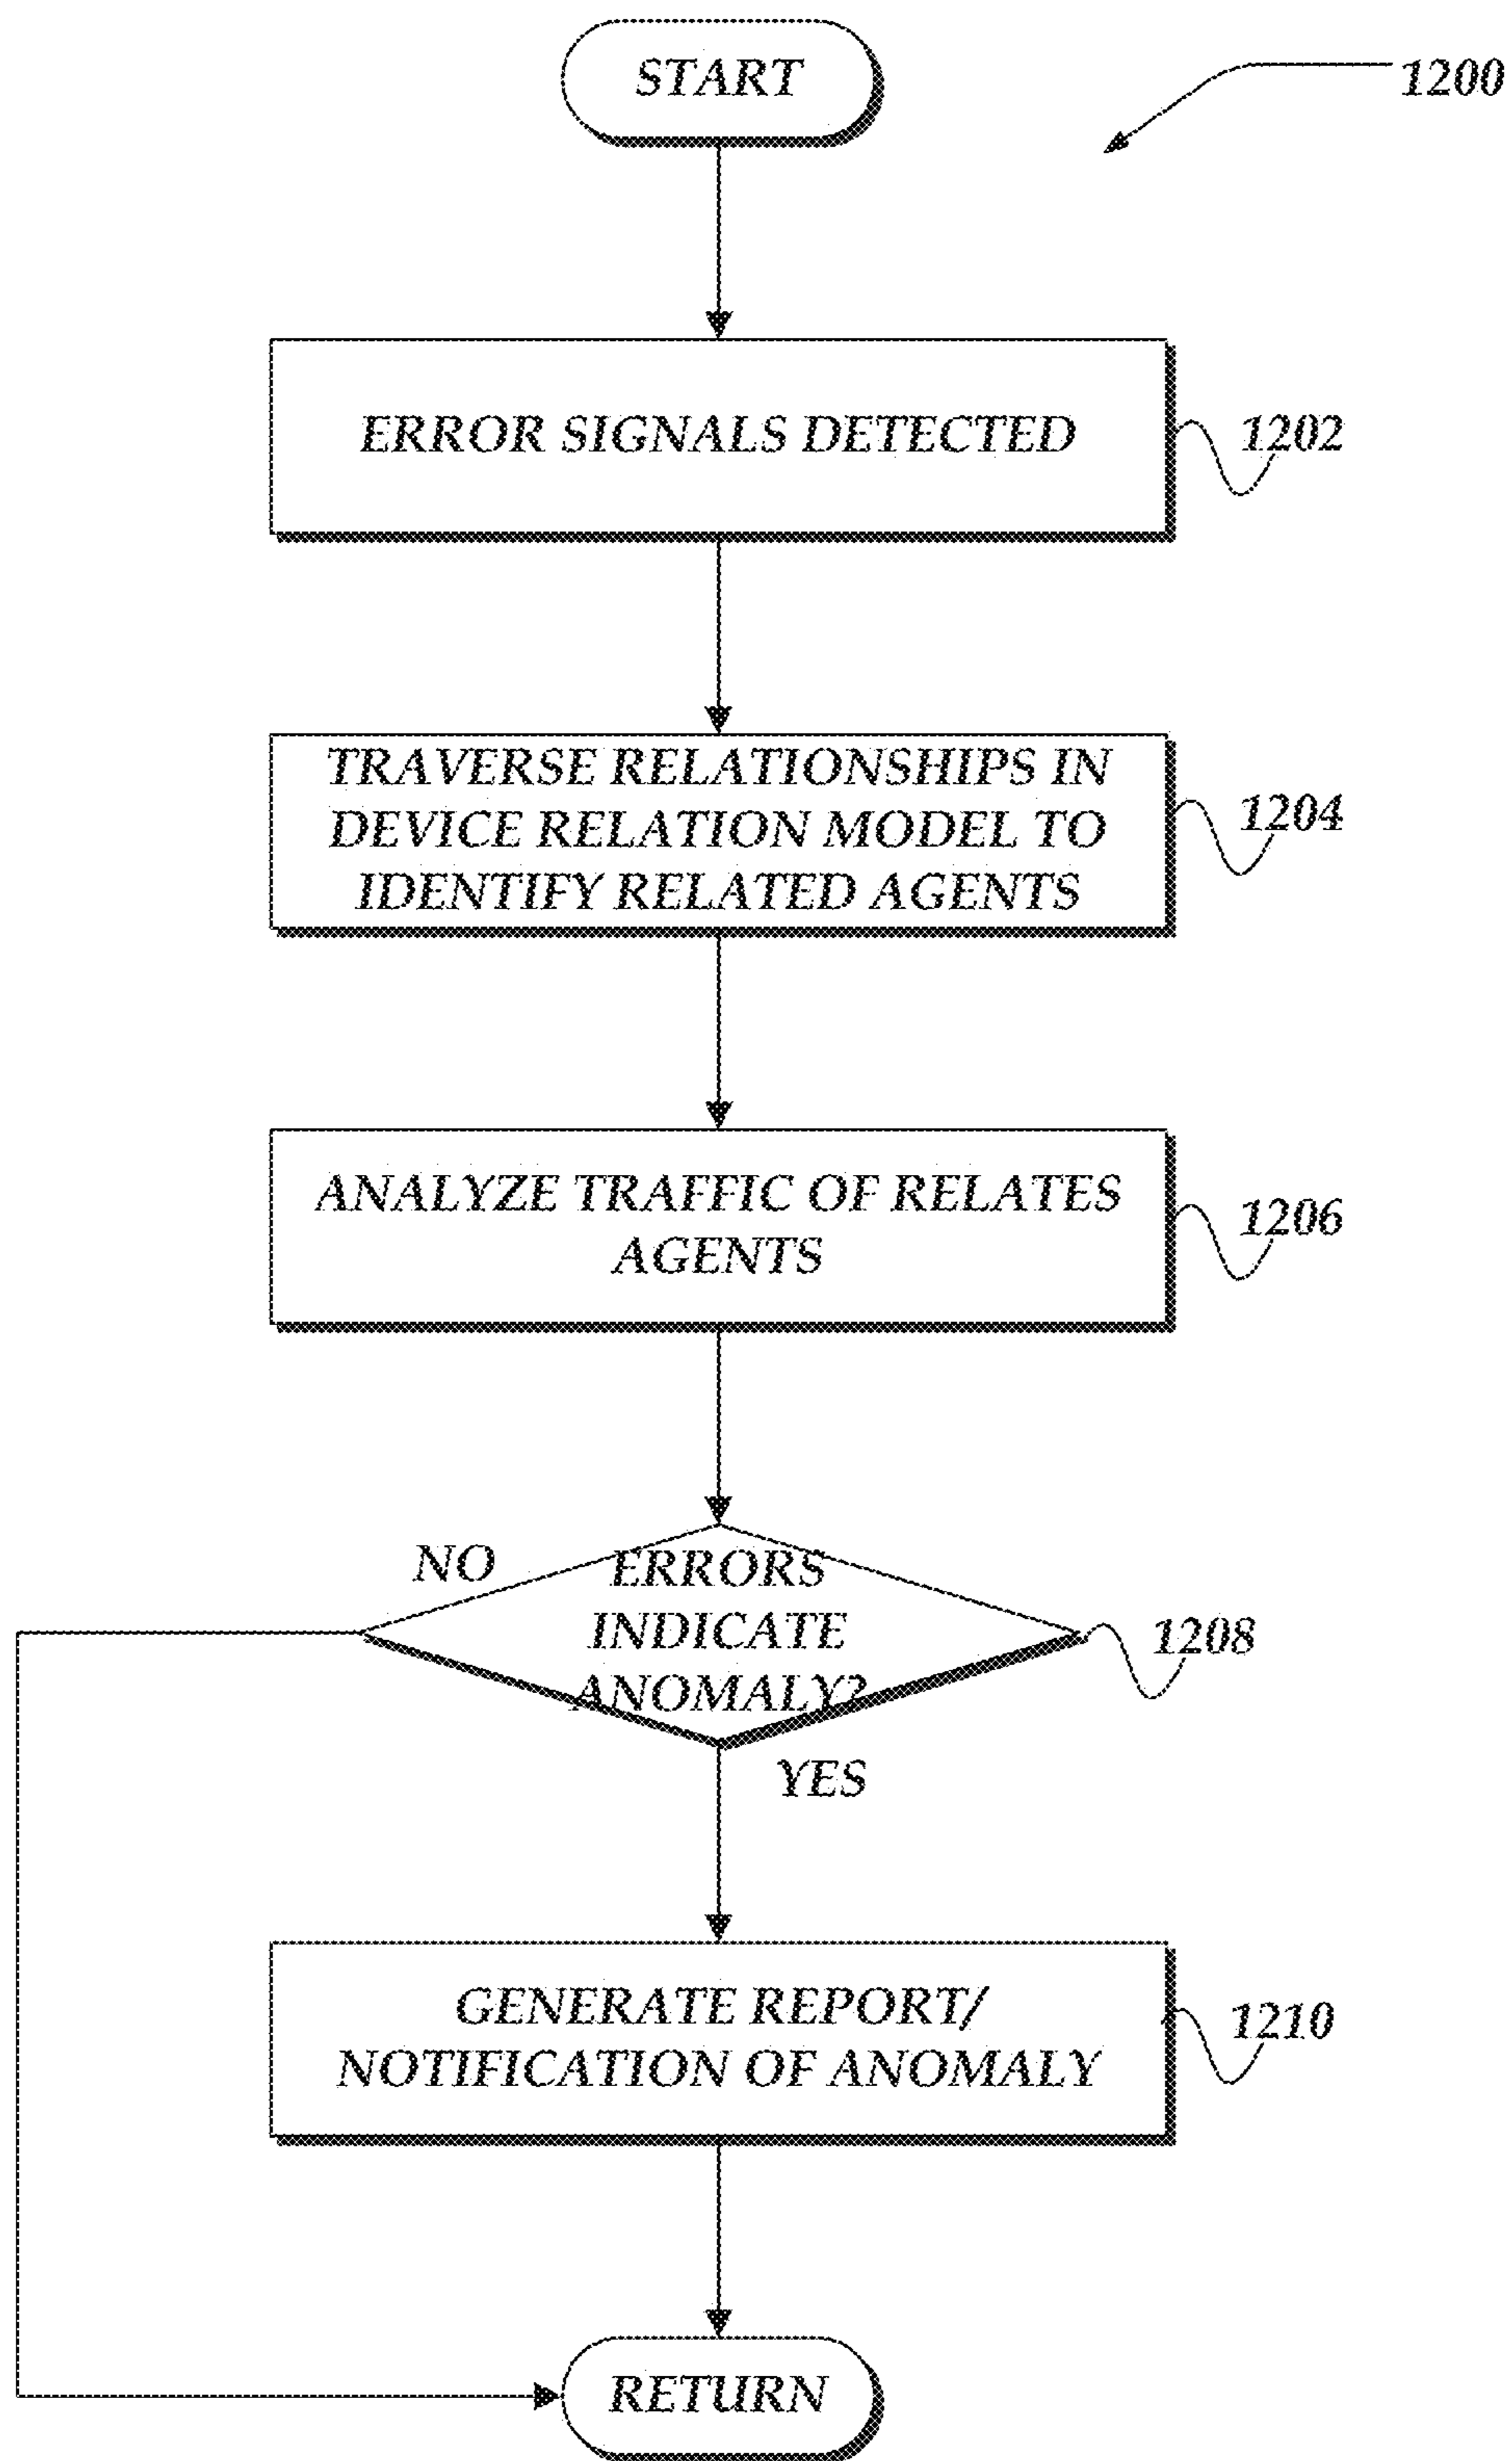 START
1200
ERROR SIGNALS DETECTED
1202
TRAVERSE RELATIONSHIPS IN
DEVICE RELATION MODEL TO
IDENTIFY RELATED AGENTS
1204
ANALYZE TRAFFIC OF RELATES
AGENTS
1206
NO
ERRORS
INDICATE
ANOMALY?
1208
YES
GENERATE REPORT/
NOTIFICATION OF ANOMALY
1210
RETURN